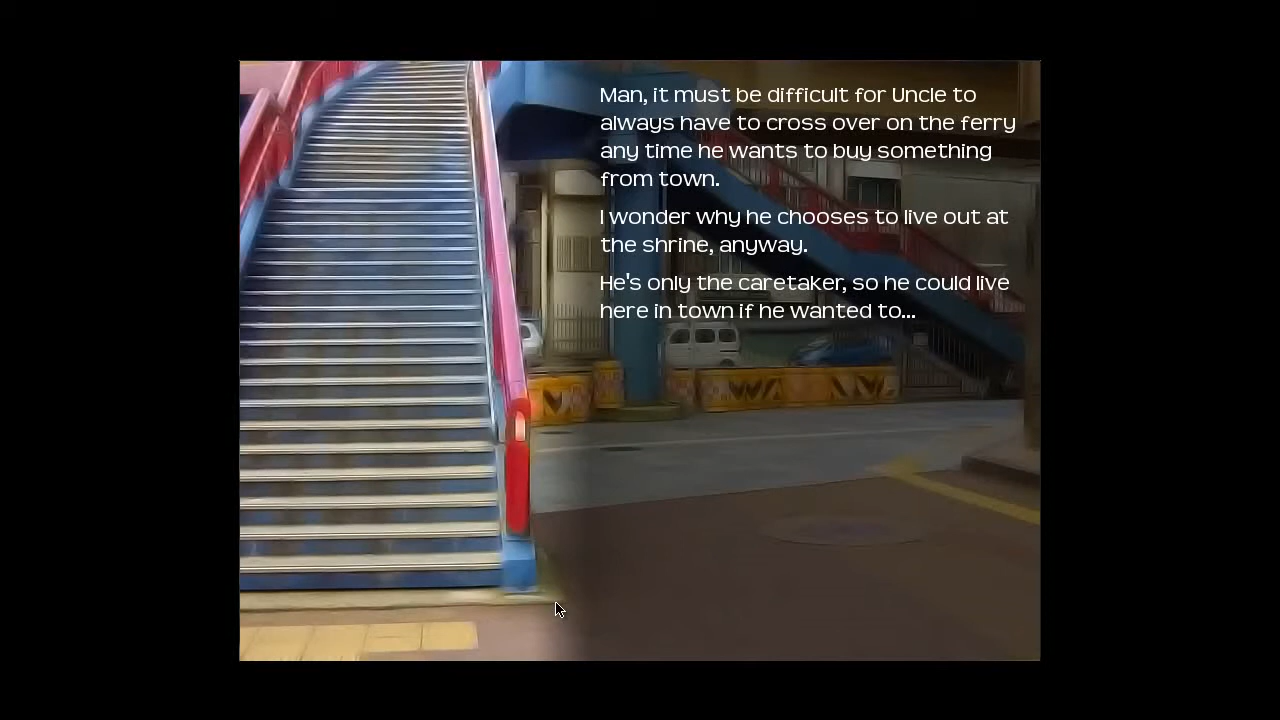 Man, it must be difficult for Uncle to
always have to cross over on the ferry
any time he wants to buy something
from town.
I wonder why he chooses to live out at
the shrine, anyway.
He's only the caretaker, so he could live
here in town if he wanted to...